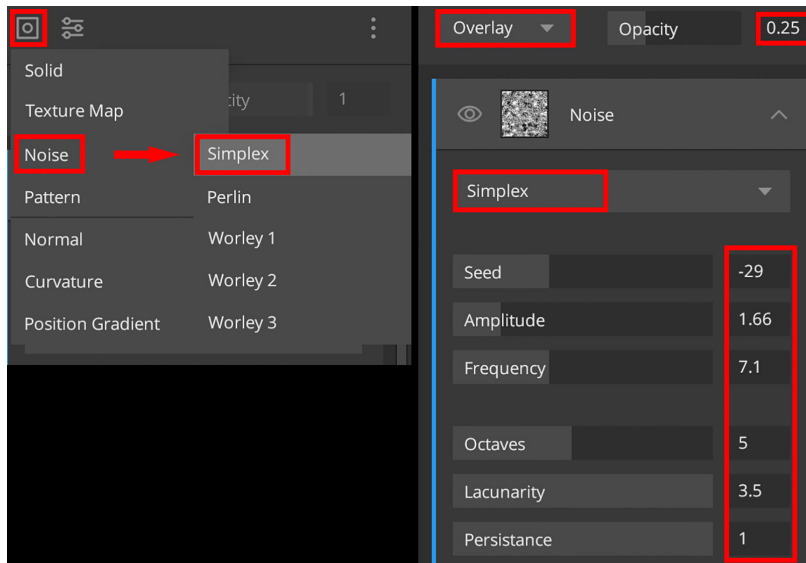 Solid
Texture Map
city 1
Noise
Simplex
Pattern
Perlin
Normal
Worley 1
Curvature
Worley 2
Position Gradient
Worley 3
Overlay
Opacity
0.25
Noise
Simplex
Seed -29
Amplitude 1.66
Frequency 7.1
Octaves 5
Lacunarity 3.5
Persistance 1